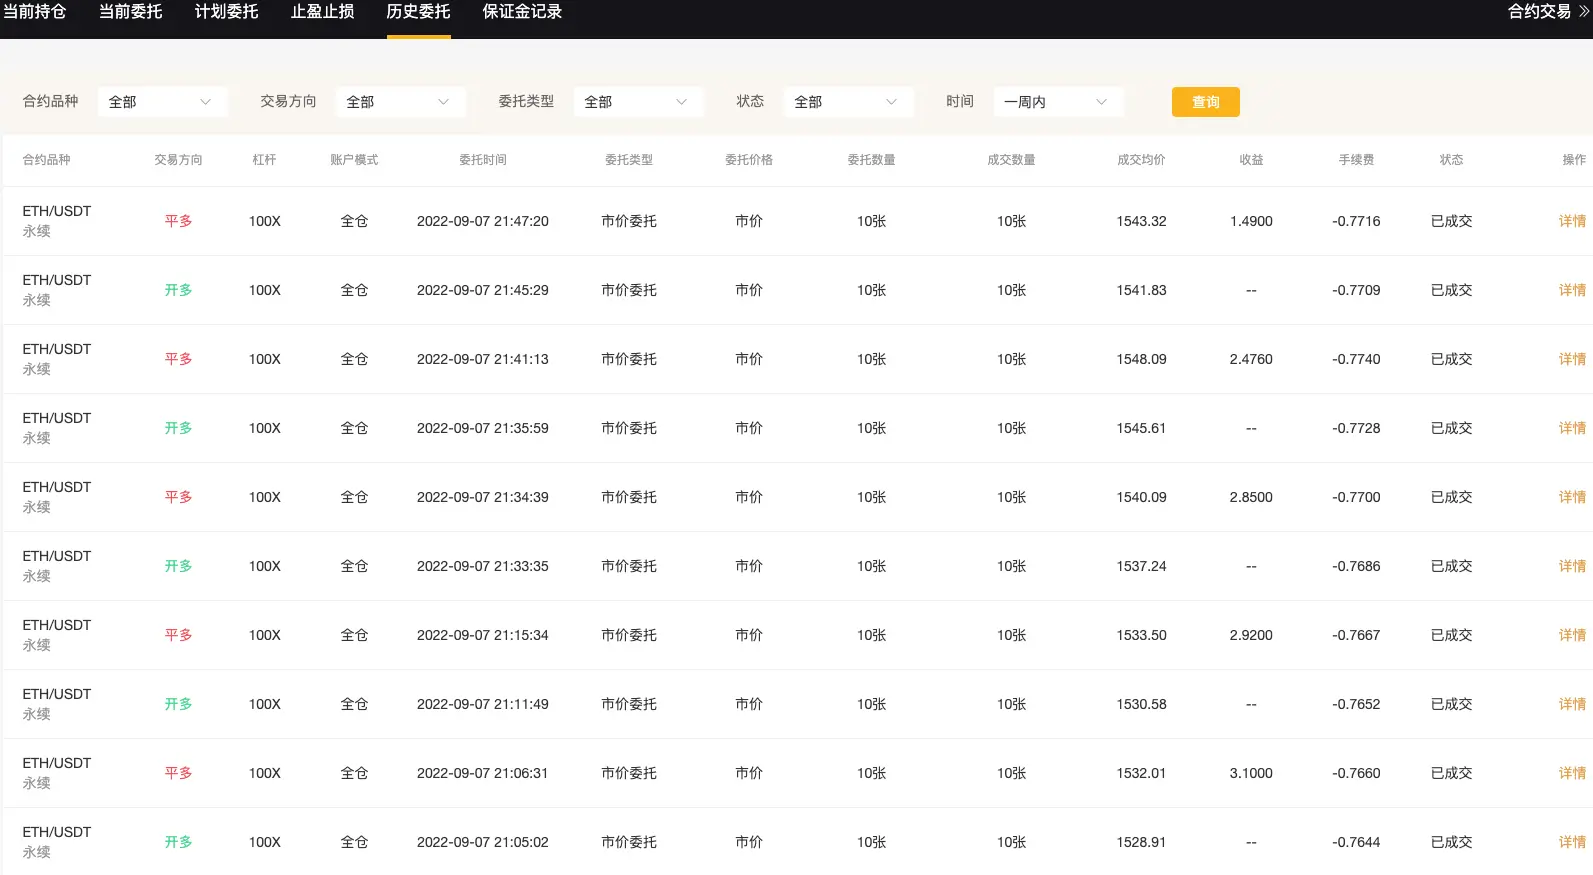 当前持仓 当前委托 计划委托 止盈止损 历史委托 保证金记录 合约交易
合约品种 全部 交易方向 全部 委托类型 全部 状态 全部 时间 一周内 查询
合约品种 交易方向 杠杆 账户模式 委托时间 委托类型 委托价格 委托数量 成交数量 成交均价 收益 手续费 状态 操作
ETH/USDT
永续 平多 100X 全仓 2022-09-07 21:47:20 市价委托 市价 10张 10张 1543.32 1.4900 -0.7716 已成交 详情
ETH/USDT
永续 开多 100X 全仓 2022-09-07 21:45:29 市价委托 市价 10张 10张 1541.83 -- -0.7709 已成交 详情
ETH/USDT
永续 平多 100X 全仓 2022-09-07 21:41:13 市价委托 市价 10张 10张 1548.09 2.4760 -0.7740 已成交 详情
ETH/USDT
永续 开多 100X 全仓 2022-09-07 21:35:59 市价委托 市价 10张 10张 1545.61 -- -0.7728 已成交 详情
ETH/USDT
永续 平多 100X 全仓 2022-09-07 21:34:39 市价委托 市价 10张 10张 1540.09 2.8500 -0.7700 已成交 详情
ETH/USDT
永续 开多 100X 全仓 2022-09-07 21:33:35 市价委托 市价 10张 10张 1537.24 -- -0.7686 已成交 详情
ETH/USDT
永续 平多 100X 全仓 2022-09-07 21:15:34 市价委托 市价 10张 10张 1533.50 2.9200 -0.7667 已成交 详情
ETH/USDT
永续 开多 100X 全仓 2022-09-07 21:11:49 市价委托 市价 10张 10张 1530.58 -- -0.7652 已成交 详情
ETH/USDT
永续 平多 100X 全仓 2022-09-07 21:06:31 市价委托 市价 10张 10张 1532.01 3.1000 -0.7660 已成交 详情
ETH/USDT
永续 开多 100X 全仓 2022-09-07 21:05:02 市价委托 市价 10张 10张 1528.91 -- -0.7644 已成交 详情